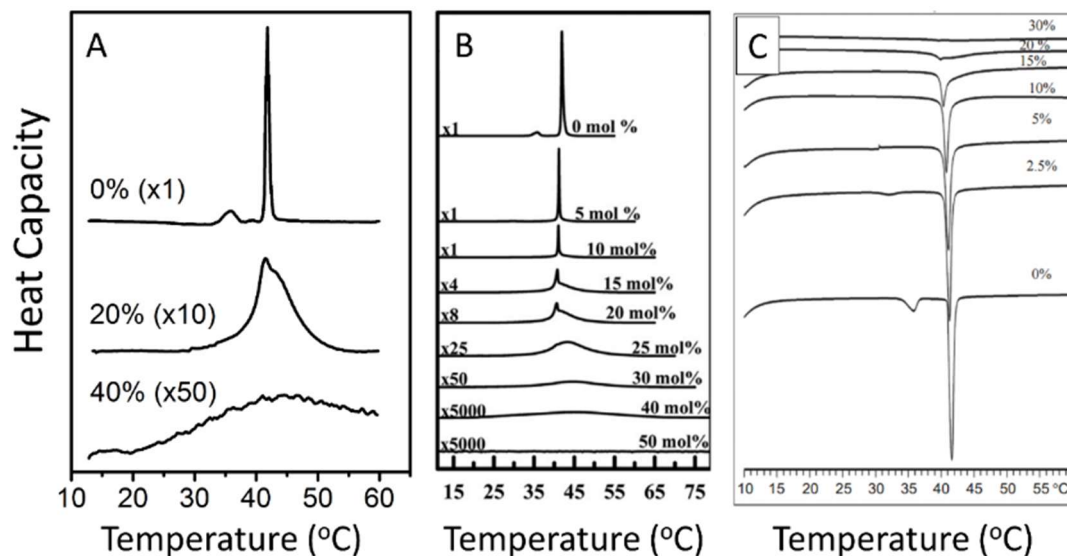 Heat Capacity
A
0% (x1)
20% (x10)
40% (x50)
10 20 30 40 50 60
Temperature (°C)
B
x1 0 mol %
x1 5 mol %
x1 10 mol%
x4 15 mol%
x8 20 mol%
x25 25 mol%
x50 30 mol%
x5000 40 mol%
x5000 50 mol%
15 25 35 45 55 65 75
Temperature (°C)
C
30%
20 %
15%
10%
5%
2.5%
0%
10 15 20 25 30 35 40 45 50 55 °C
Temperature (°C)